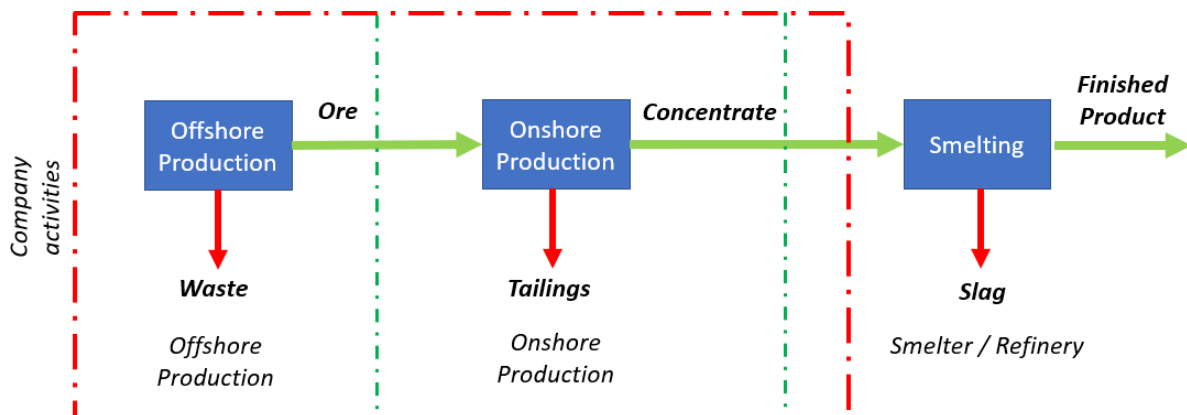 Company
activities
Offshore
Production
Ore
Onshore
Production
Concentrate
Smelting
Finished
Product
Waste
Tailings
Slag
Offshore
Production
Onshore
Production
Smelter / Refinery